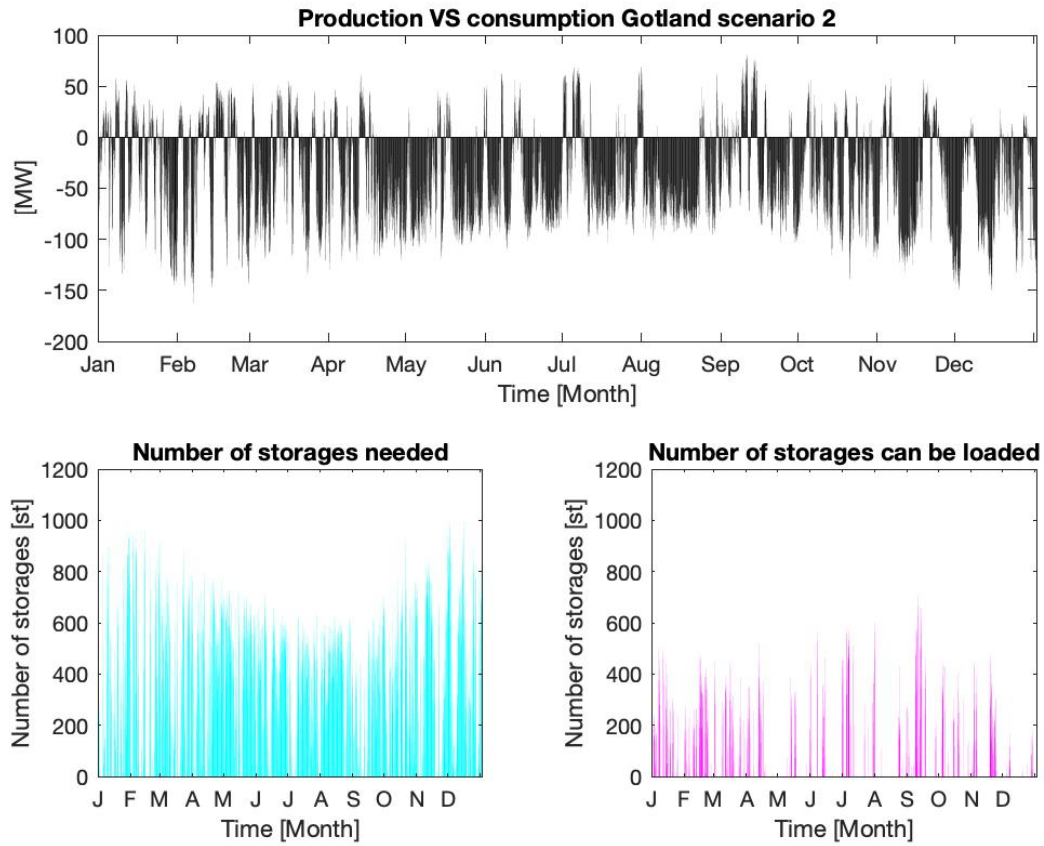 Production VS consumption Gotland scenario 2
100
50
0
-50
-100
-150
-200
[MW]
Jan Feb Mar Apr May Jun Jul Aug Sep Oct Nov Dec
Time [Month]
Number of storages needed
1200
1000
800
600
400
200
0
Number of storages [st]
J F M A M J J A S O N D
Time [Month]
Number of storages can be loaded
1200
1000
800
600
400
200
0
Number of storages [st]
J F M A M J J A S O N D
Time [Month]